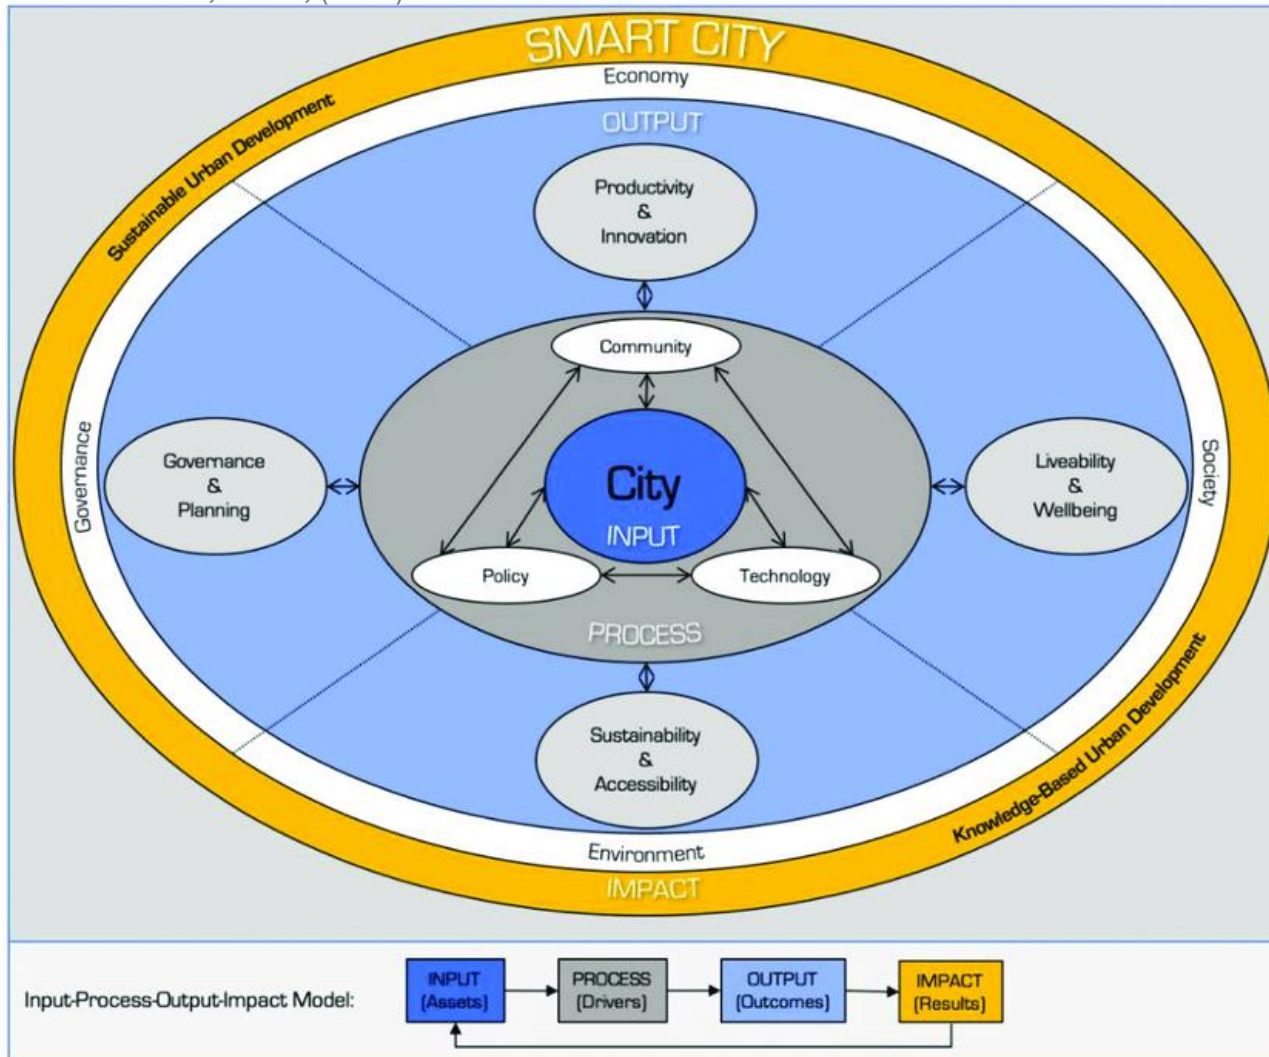 SMART CITY
Economy
Sustainable Urban Development
OUTPUT
Productivity
&
Innovation
Community
Governance
Governance
&
Planning
City
INPUT
Liveability
&
Wellbeing
Society
Policy
Technology
PROCESS
Sustainability
&
Accessibility
Knowledge-Based Urban Development
Environment
IMPACT
Input-Process-Output-Impact Model:
INPUT
(Assets)
PROCESS
(Drivers)
OUTPUT
(Outcomes)
IMPACT
(Results)